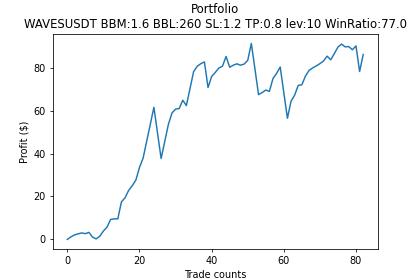 Portfolio
WAVESUSDT BBM:1.6 BBL:260 SL:1.2 TP:0.8 lev:10 WinRatio:77.0
80
60
40
20
0
Profit ($)
0 20 40 60 80
Trade counts